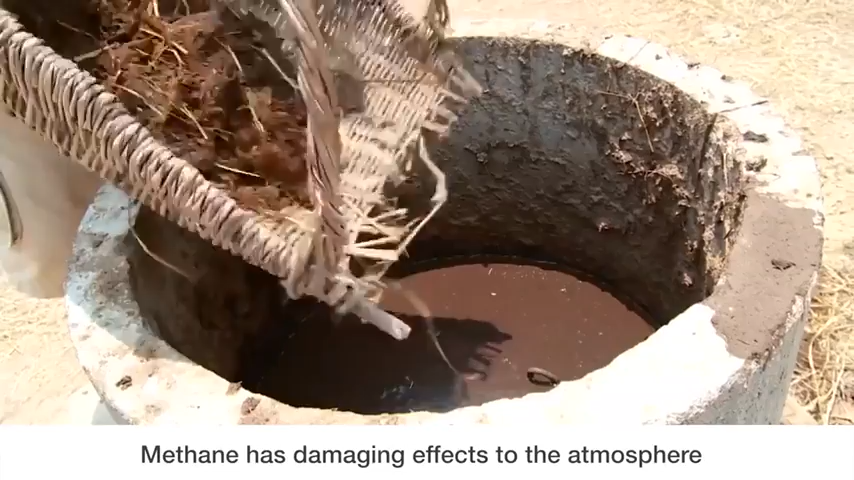 Methane has damaging effects to the atmosphere